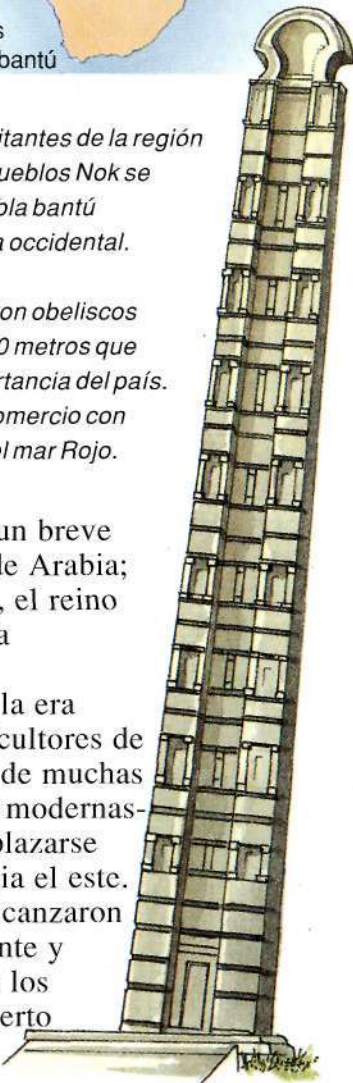 s
bantú
itantes de la región
ueblos Nok se
bla bantú
a occidental.
on obeliscos
0 metros que
rtancia del país.
omercio con
el mar Rojo.
un breve
de Arabia;
, el reino
a
la era
cultores de
de muchas
modernas-
plazarse
ia el este.
canzaron
nte y
los
erto